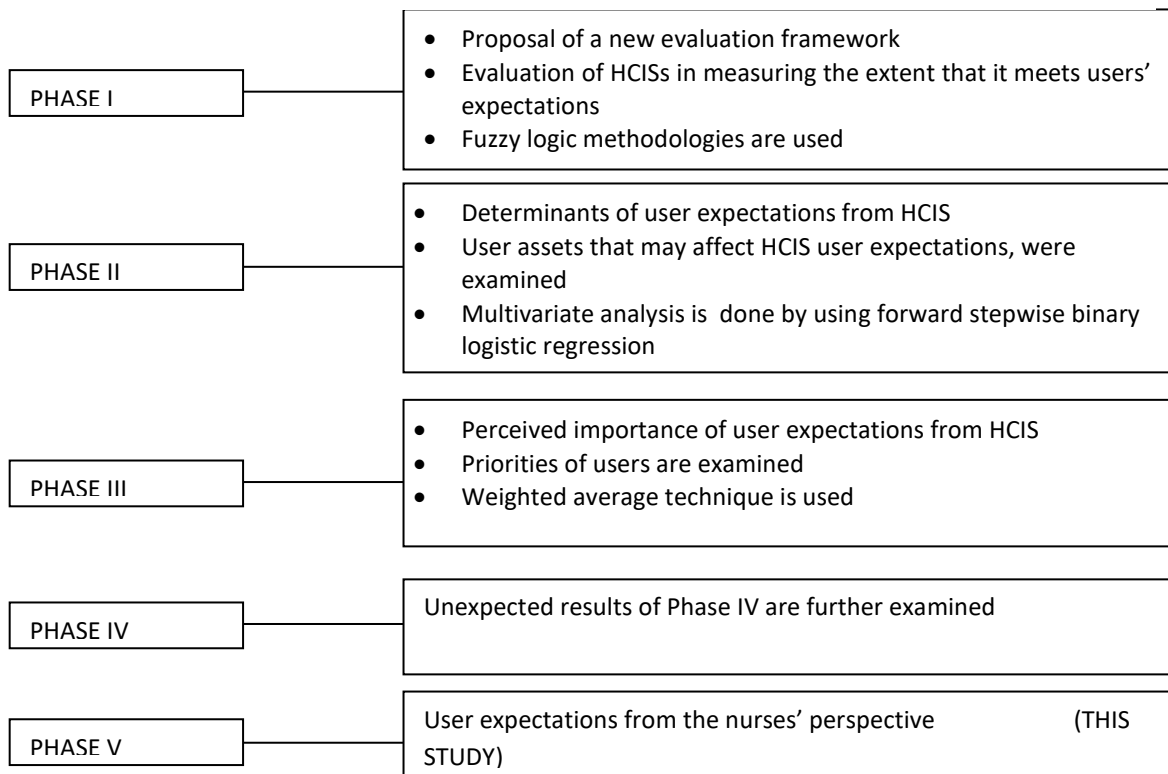 PHASE I
• Proposal of a new evaluation framework
• Evaluation of HCISs in measuring the extent that it meets users’
expectations
• Fuzzy logic methodologies are used
PHASE II
• Determinants of user expectations from HCIS
• User assets that may affect HCIS user expectations, were
examined
• Multivariate analysis is done by using forward stepwise binary
logistic regression
PHASE III
• Perceived importance of user expectations from HCIS
• Priorities of users are examined
• Weighted average technique is used
PHASE IV
Unexpected results of Phase IV are further examined
PHASE V
User expectations from the nurses’ perspective (THIS
STUDY)